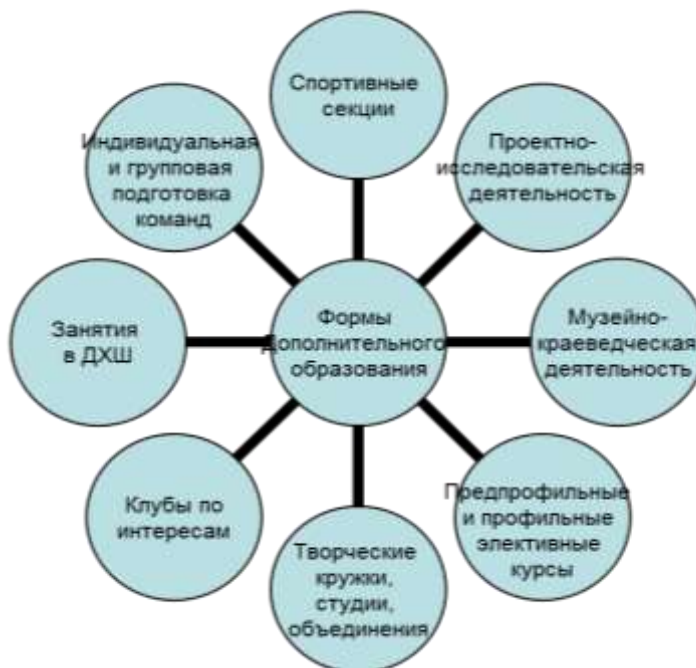 Спортивные
секции
Проектно-
исследовательская
деятельность
Музейно-
краеведческая
деятельность
Предпрофильные
и профильные
элективные
курсы
Творческие
кружки,
студии,
объединения
Клубы по
интересам
Занятия
в ДХШ
Индивидуальная
и групповая
подготовка
команд
Формы
Дополнительного
образования